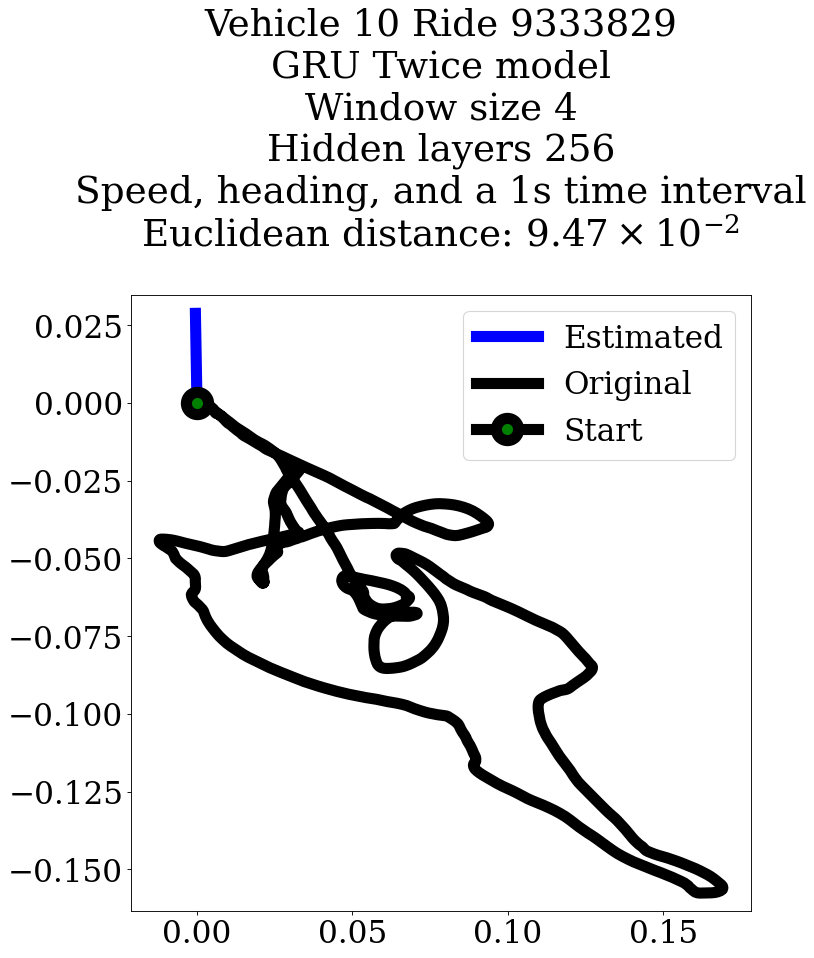 Vehicle 10 Ride 9333829
GRU Twice model
Window size 4
Hidden layers 256
Speed, heading, and a 1s time interval
Euclidean distance: 9.47 × 10⁻²
Estimated
Original
Start
0.025
0.000
−0.025
−0.050
−0.075
−0.100
−0.125
−0.150
0.00 0.05 0.10 0.15